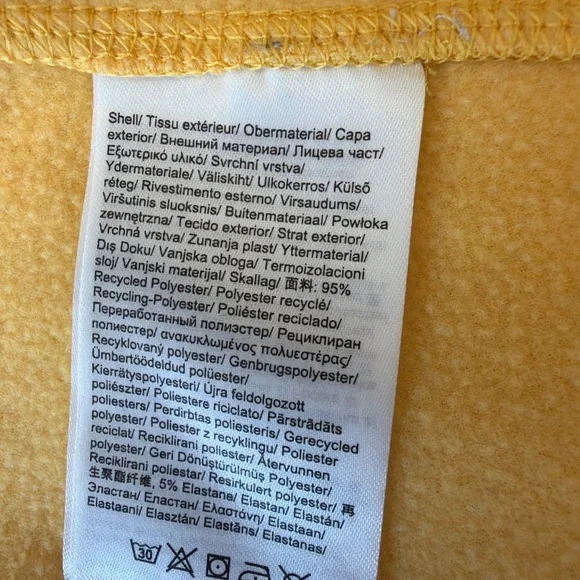 Shell/ Tissu extérieur/ Obermaterial/ Capa
exterior/ Внешний материал/ Лицева част/
Εξωτερικό υλικό/ Svrchní vrstva/
Ydermateriale/ Väliskiht/ Ulkokerros/ Külső
réteg/ Rivestimento esterno/ Virsaudums/
Viršutinis sluoksnis/ Buitenmateriaal/ Powłoka
zewnętrzna/ Tecido exterior/ Strat exterior/
Vrchná vrstva/ Zunanja plast/ Yttermaterial/
Dış Doku/ Vanjska obloga/ Termoizolacioni
sloj/ Vanjski materijal/ Skallag/ 面料: 95%
Recycled Polyester/ Polyester recyclé/
Recycling-Polyester/ Poliéster reciclado/
Переработанный полиэстер/ Рециклиран
полиестер/ ανακυκλωμένος πολυεστέρας/
Recyklovaný polyester/ Genbrugspolyester/
Ümbertöödeldud polüester/
Kierrätyspolyesteri/ Újra feldolgozott
poliészter/ Poliestere riciclato/ Pārstrādāts
poliesters/ Perdirbtas poliesteris/ Gerecycled
polyester/ Poliester z recyklingu/ Poliester
reciclat/ Reciklirani poliester/ Återvunnen
polyester/ Geri Dönüştürülmüş Polyester/
Reciklirani poliestar/ Resirkulert polyester/ 再
生聚酯纤维, 5% Elastane/ Elastan/ Elastán/
Эластан/ Еластан/ Ελαστάνη/ Elastaan/
Elastaani/ Elasztán/ Elastāns/ Elastanas/
30